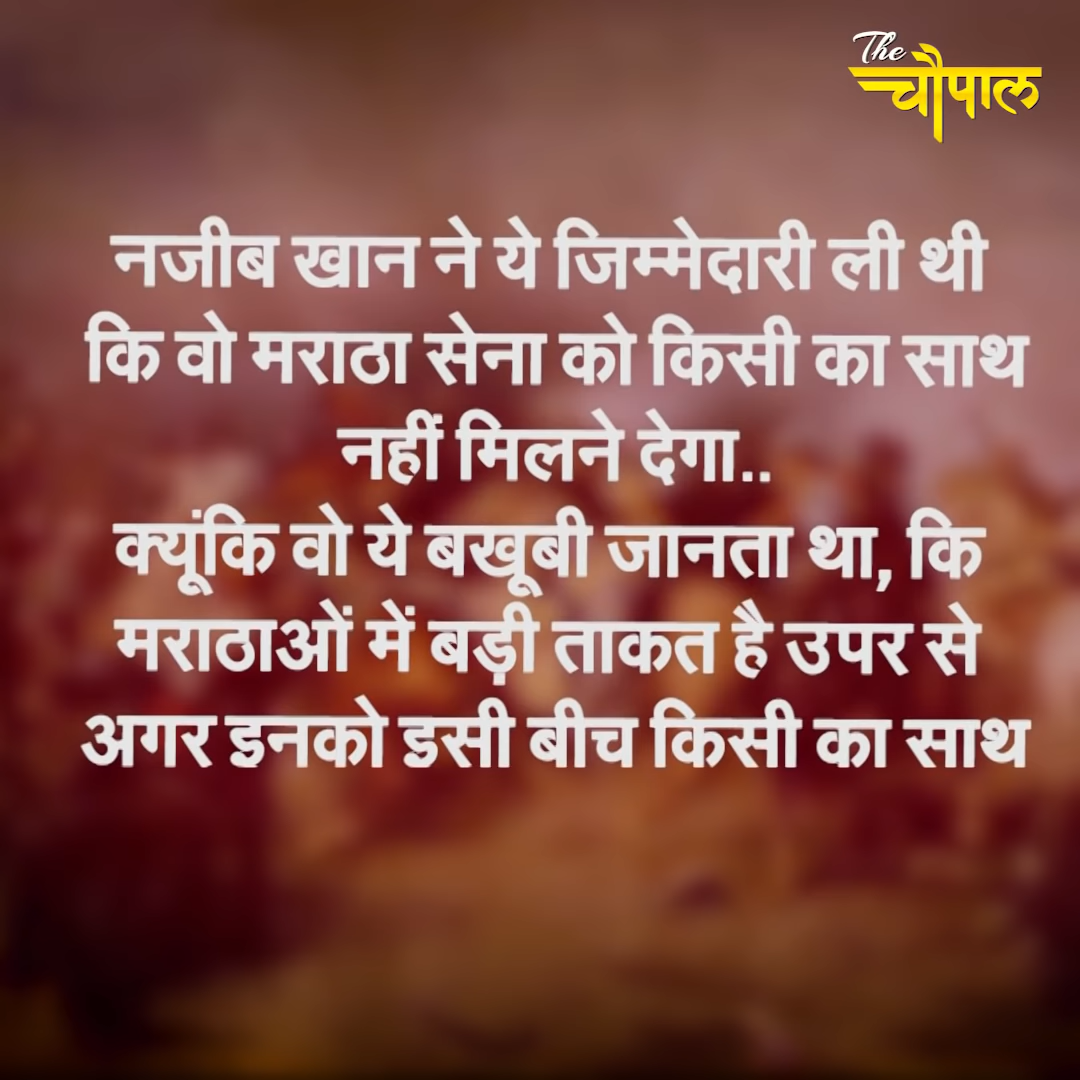 The
चौपाल
नजीब खान ने ये जिम्मेदारी ली थी
कि वो मराठा सेना को किसी का साथ
नहीं मिलने देगा..
क्यूंकि वो ये बखूबी जानता था, कि
मराठाओं में बड़ी ताकत है उपर से
अगर इनको इसी बीच किसी का साथ